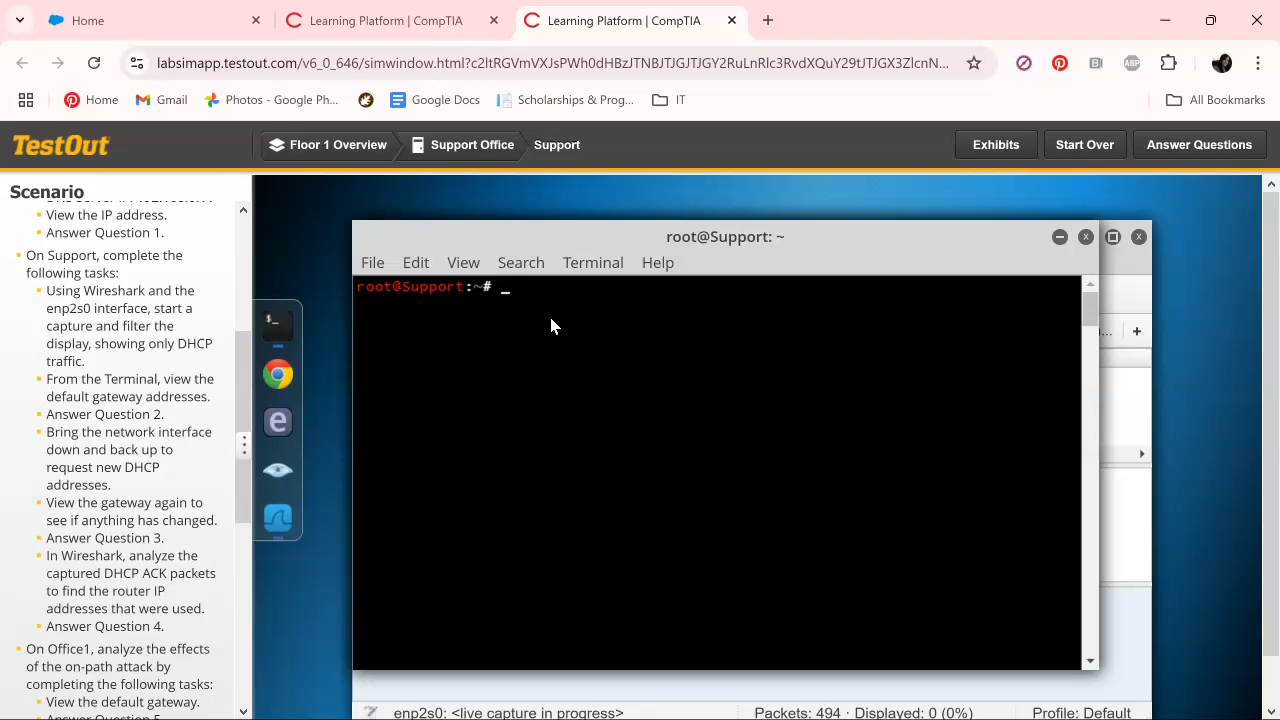 Home
Learning Platform | CompTIA
Learning Platform | CompTIA
labsimapp.testout.com/v6_0_646/simwindow.html?c2ltRGVmVXJsPWh0dHBzJTNBJTJGJTJGY2RuLnRlc3RvdXQuY29tJTJGX3ZlcnN...
ABP
Home
Gmail
Photos - Google Ph...
Google Docs
Scholarships & Prog...
IT
All Bookmarks
TestOut
Floor 1 Overview
Support Office
Support
Exhibits
Start Over
Answer Questions
Scenario
View the IP address.
Answer Question 1.
On Support, complete the
following tasks:
Using Wireshark and the
enp2s0 interface, start a
capture and filter the
display, showing only DHCP
traffic.
From the Terminal, view the
default gateway addresses.
Answer Question 2.
Bring the network interface
down and back up to
request new DHCP
addresses.
View the gateway again to
see if anything has changed.
Answer Question 3.
In Wireshark, analyze the
captured DHCP ACK packets
to find the router IP
addresses that were used.
Answer Question 4.
On Office1, analyze the effects
of the on-path attack by
completing the following tasks:
View the default gateway.
Answer Question 5.
root@Support: ~
File Edit View Search Terminal Help
root@Support:~# _
enp2s0: <live capture in progress>
Packets: 494 · Displayed: 0 (0%)
Profile: Default